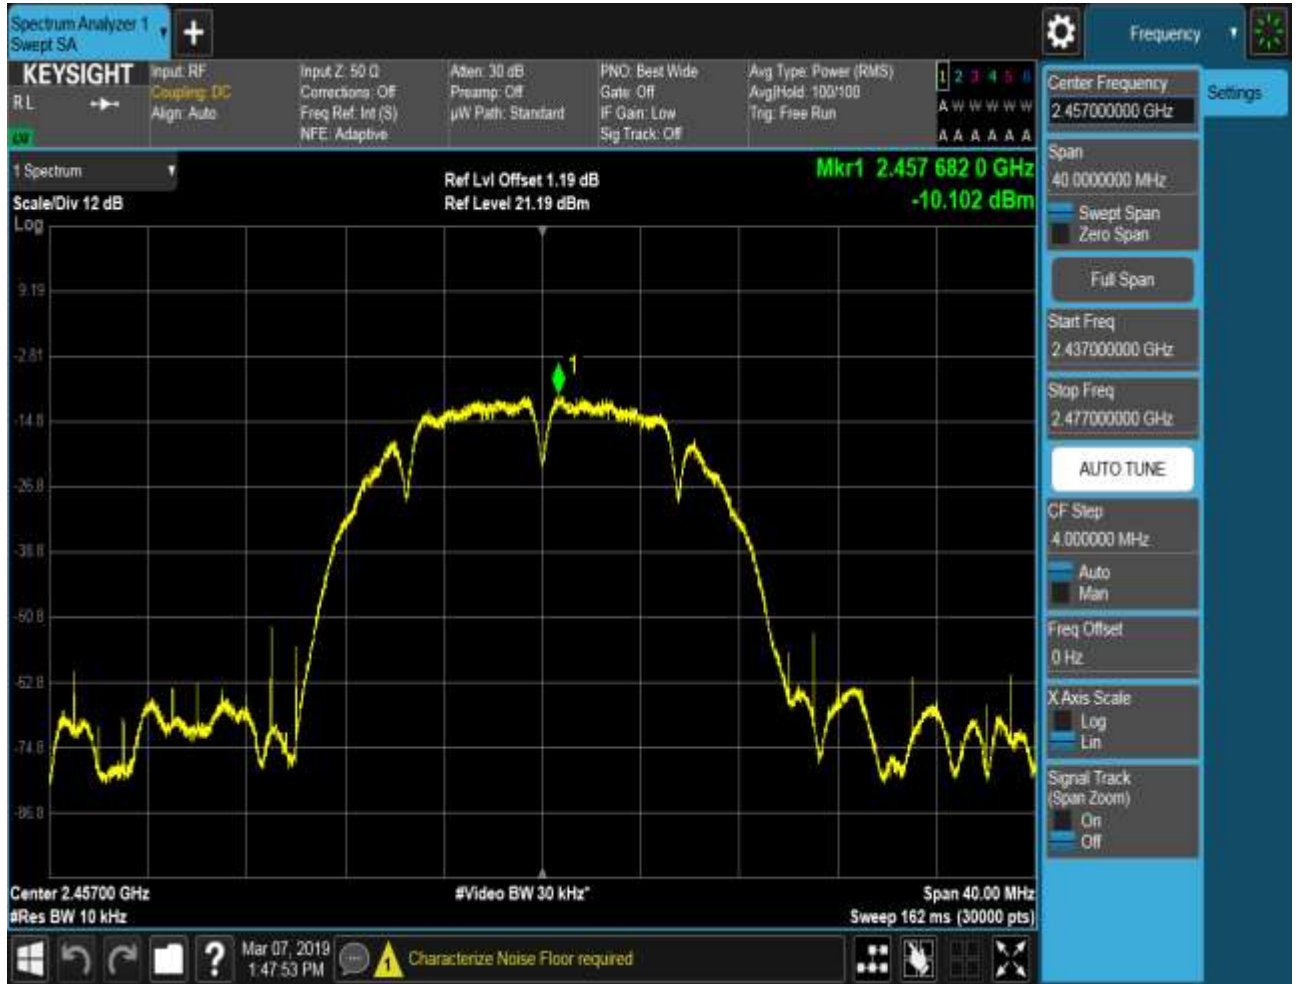 Spectrum Analyzer 1
Swept SA
+
Frequency
KEYSIGHT
R L
Input: RF
Coupling: DC
Align: Auto
Input Z: 50 Ω
Corrections: Off
Freq Ref: Int (S)
NFE: Adaptive
Atten: 30 dB
Preamp: Off
µW Path: Standard
PNO: Best Wide
Gate: Off
IF Gain: Low
Sig Track: Off
Avg Type: Power (RMS)
Avg|Hold: 100/100
Trig: Free Run
1 2 3 4 5 6
A W W W W W
A A A A A A
1 Spectrum
Scale/Div 12 dB
Log
Ref Lvl Offset 1.19 dB
Ref Level 21.19 dBm
Mkr1 2.457 682 0 GHz
-10.102 dBm
9.19
-2.81
-14.8
-26.8
-38.8
-50.8
-62.8
-74.8
-86.8
1
Center 2.45700 GHz
#Res BW 10 kHz
#Video BW 30 kHz*
Span 40.00 MHz
Sweep 162 ms (30000 pts)
Center Frequency
2.457000000 GHz
Settings
Span
40.0000000 MHz
Swept Span
Zero Span
Full Span
Start Freq
2.437000000 GHz
Stop Freq
2.477000000 GHz
AUTO TUNE
CF Step
4.000000 MHz
Auto
Man
Freq Offset
0 Hz
X Axis Scale
Log
Lin
Signal Track
(Span Zoom)
On
Off
?
Mar 07, 2019
1:47:53 PM
1
Characterize Noise Floor required